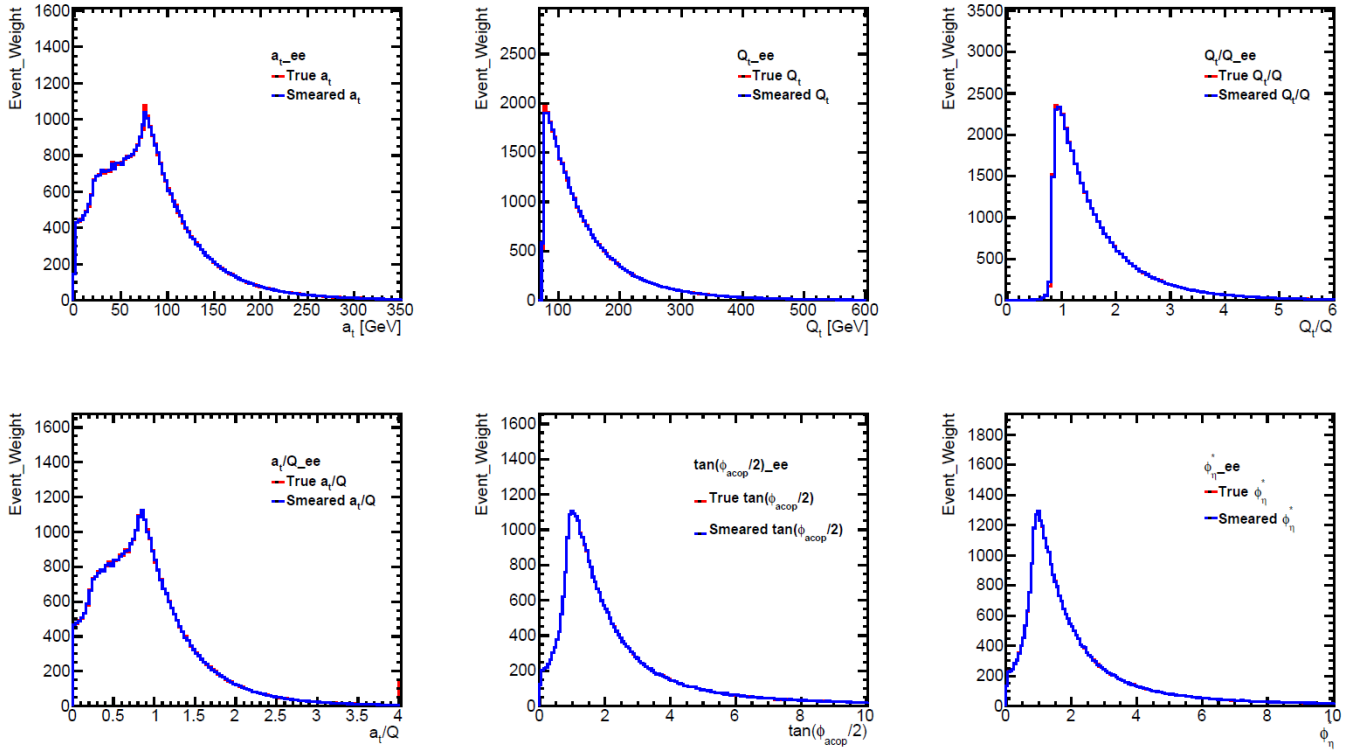 Event_Weight
1600
1400
1200
1000
800
600
400
200
0
a_t_ee
True a_t
Smeared a_t
0 50 100 150 200 250 300 350
a_t [GeV]
Event_Weight
2500
2000
1500
1000
500
0
Q_t_ee
True Q_t
Smeared Q_t
100 200 300 400 500 600
Q_t [GeV]
Event_Weight
3500
3000
2500
2000
1500
1000
500
0
Q_t/Q_ee
True Q_t/Q
Smeared Q_t/Q
0 1 2 3 4 5 6
Q_t/Q
Event_Weight
1600
1400
1200
1000
800
600
400
200
0
a_t/Q_ee
True a_t/Q
Smeared a_t/Q
0 0.5 1 1.5 2 2.5 3 3.5 4
a_t/Q
Event_Weight
1600
1400
1200
1000
800
600
400
200
0
tan(ϕ_acop/2)_ee
True tan(ϕ_acop/2)
Smeared tan(ϕ_acop/2)
0 2 4 6 8 10
tan(ϕ_acop/2)
Event_Weight
1800
1600
1400
1200
1000
800
600
400
200
0
ϕ*_η_ee
True ϕ*_η
Smeared ϕ*_η
0 2 4 6 8 10
ϕ*_η